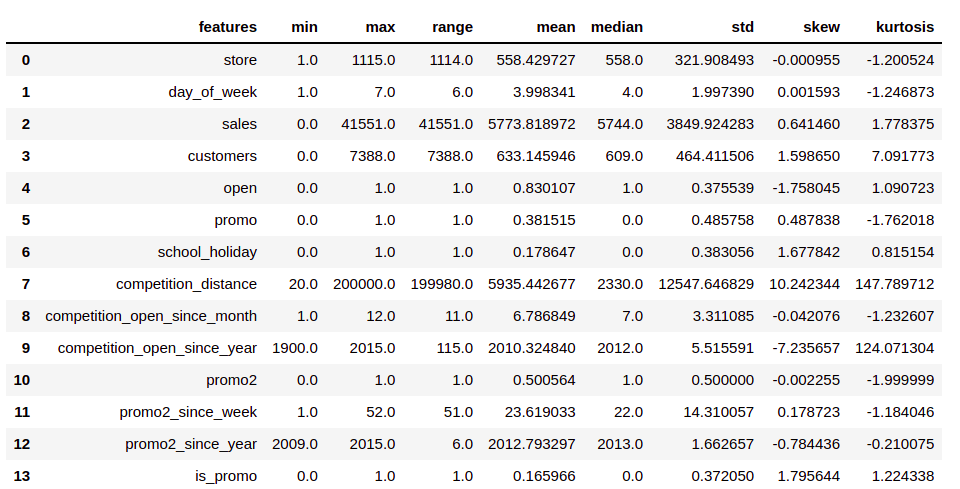 features min max range mean median std skew kurtosis
0 store 1.0 1115.0 1114.0 558.429727 558.0 321.908493 -0.000955 -1.200524
1 day_of_week 1.0 7.0 6.0 3.998341 4.0 1.997390 0.001593 -1.246873
2 sales 0.0 41551.0 41551.0 5773.818972 5744.0 3849.924283 0.641460 1.778375
3 customers 0.0 7388.0 7388.0 633.145946 609.0 464.411506 1.598650 7.091773
4 open 0.0 1.0 1.0 0.830107 1.0 0.375539 -1.758045 1.090723
5 promo 0.0 1.0 1.0 0.381515 0.0 0.485758 0.487838 -1.762018
6 school_holiday 0.0 1.0 1.0 0.178647 0.0 0.383056 1.677842 0.815154
7 competition_distance 20.0 200000.0 199980.0 5935.442677 2330.0 12547.646829 10.242344 147.789712
8 competition_open_since_month 1.0 12.0 11.0 6.786849 7.0 3.311085 -0.042076 -1.232607
9 competition_open_since_year 1900.0 2015.0 115.0 2010.324840 2012.0 5.515591 -7.235657 124.071304
10 promo2 0.0 1.0 1.0 0.500564 1.0 0.500000 -0.002255 -1.999999
11 promo2_since_week 1.0 52.0 51.0 23.619033 22.0 14.310057 0.178723 -1.184046
12 promo2_since_year 2009.0 2015.0 6.0 2012.793297 2013.0 1.662657 -0.784436 -0.210075
13 is_promo 0.0 1.0 1.0 0.165966 0.0 0.372050 1.795644 1.224338